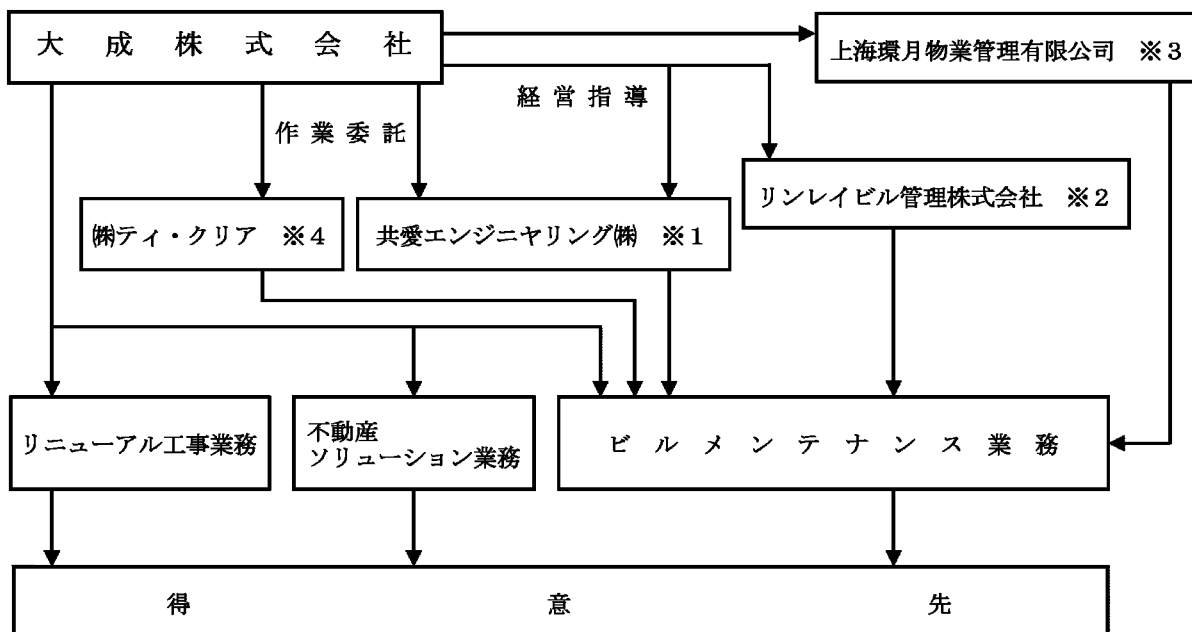 大成株式会社
上海環月物業管理有限公司 ※3
経営指導
作業委託
リンレイビル管理株式会社 ※2
㈱ティ・クリア ※4
共愛エンジニヤリング㈱ ※1
リニューアル工事業務
不動産
ソリューション業務
ビルメンテナンス業務
得意先